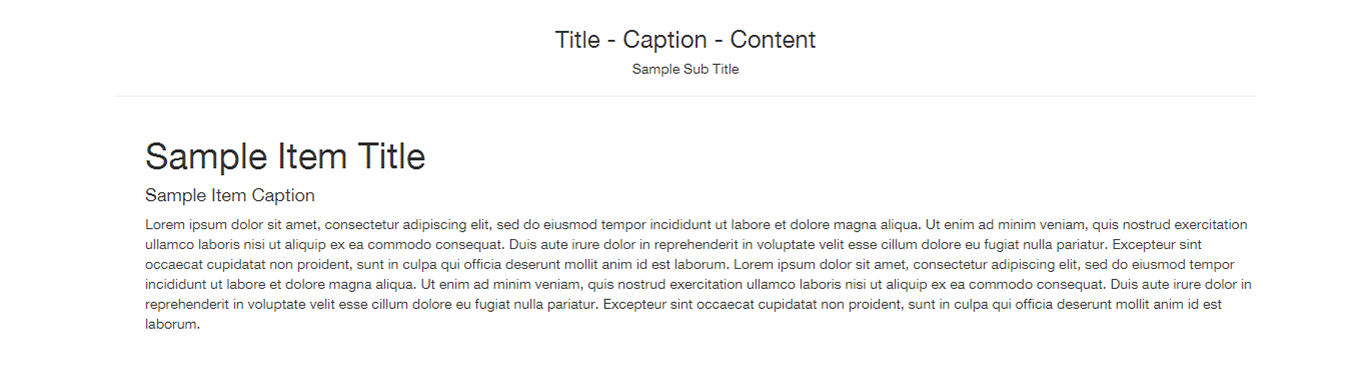 Title - Caption - Content
Sample Sub Title
Sample Item Title
Sample Item Caption
Lorem ipsum dolor sit amet, consectetur adipiscing elit, sed do eiusmod tempor incididunt ut labore et dolore magna aliqua. Ut enim ad minim veniam, quis nostrud exercitation
ullamco laboris nisi ut aliquip ex ea commodo consequat. Duis aute irure dolor in reprehenderit in voluptate velit esse cillum dolore eu fugiat nulla pariatur. Excepteur sint
occaecat cupidatat non proident, sunt in culpa qui officia deserunt mollit anim id est laborum. Lorem ipsum dolor sit amet, consectetur adipiscing elit, sed do eiusmod tempor
incididunt ut labore et dolore magna aliqua. Ut enim ad minim veniam, quis nostrud exercitation ullamco laboris nisi ut aliquip ex ea commodo consequat. Duis aute irure dolor in
reprehenderit in voluptate velit esse cillum dolore eu fugiat nulla pariatur. Excepteur sint occaecat cupidatat non proident, sunt in culpa qui officia deserunt mollit anim id est
laborum.